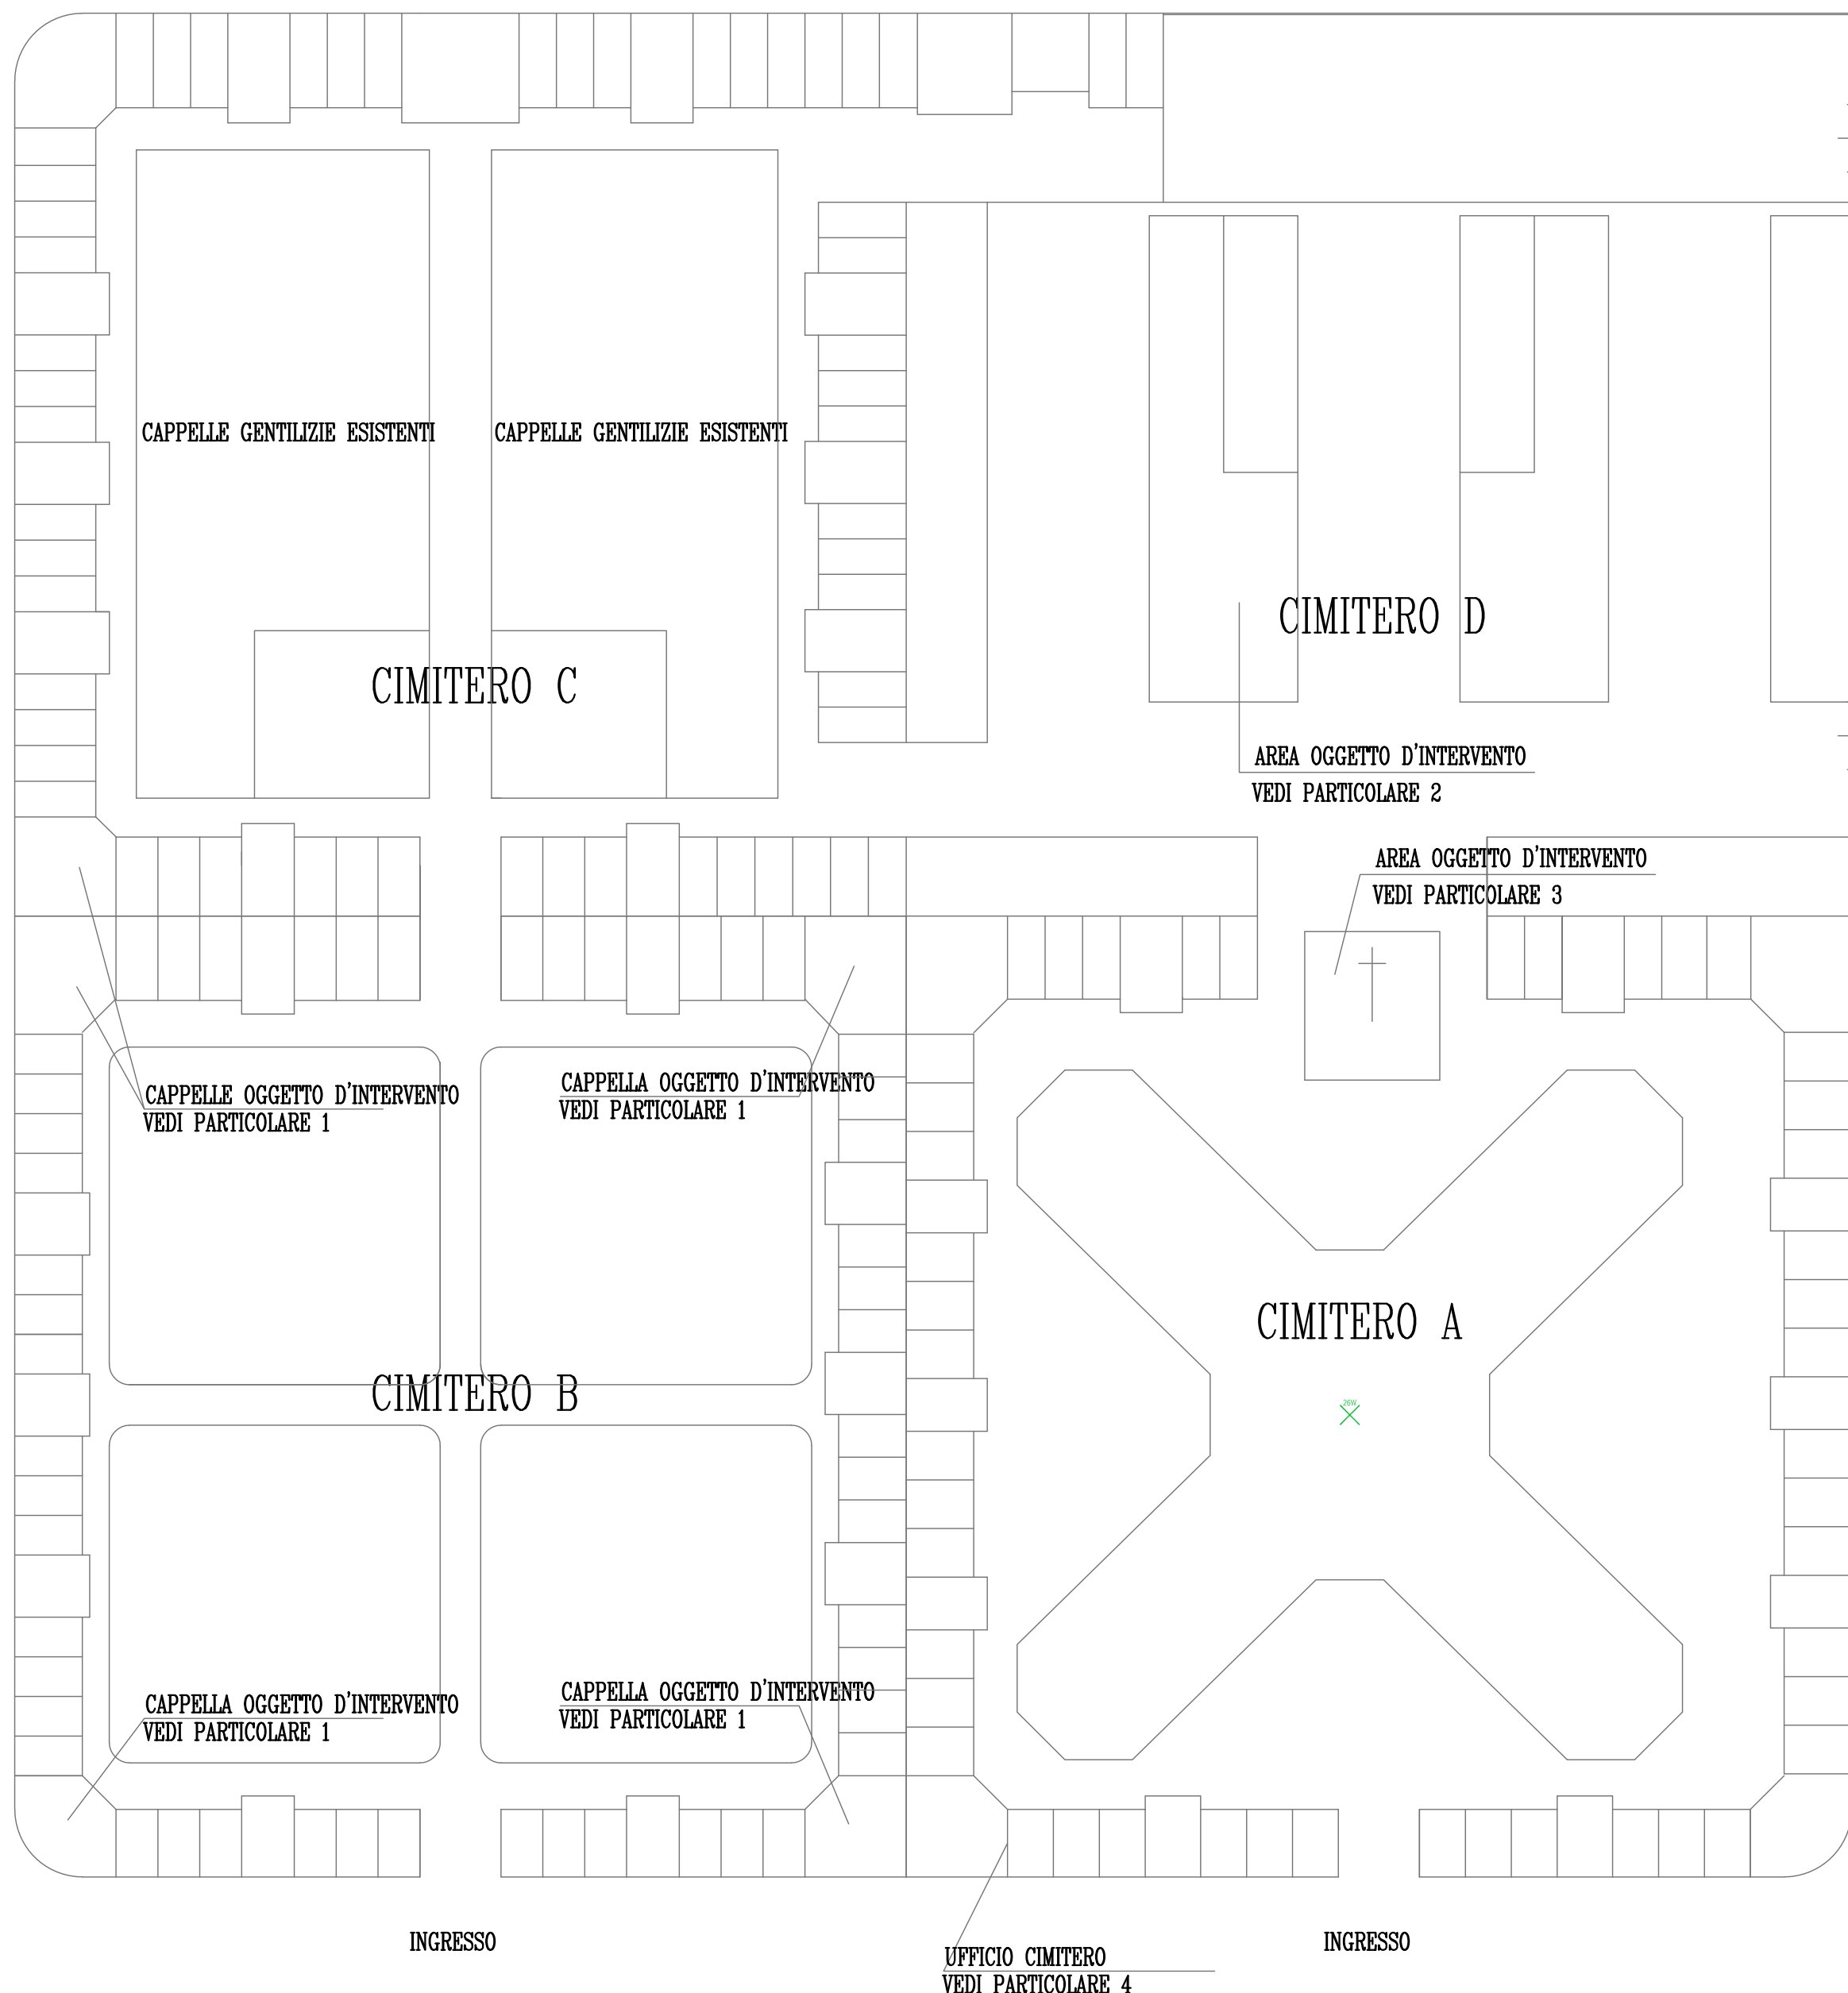 CAPPELLE GENTILIZIE ESISTENTI
CAPPELLE GENTILIZIE ESISTENTI
CIMITERO D
CIMITERO C
AREA OGGETTO D'INTERVENTO
VEDI PARTICOLARE 2
AREA OGGETTO D'INTERVENTO
VEDI PARTICOLARE 3
CAPPELLE OGGETTO D'INTERVENTO
VEDI PARTICOLARE 1
CAPPELLA OGGETTO D'INTERVENTO
VEDI PARTICOLARE 1
CIMITERO A
CIMITERO B
26W
CAPPELLA OGGETTO D'INTERVENTO
VEDI PARTICOLARE 1
CAPPELLA OGGETTO D'INTERVENTO
VEDI PARTICOLARE 1
INGRESSO
INGRESSO
UFFICIO CIMITERO
VEDI PARTICOLARE 4